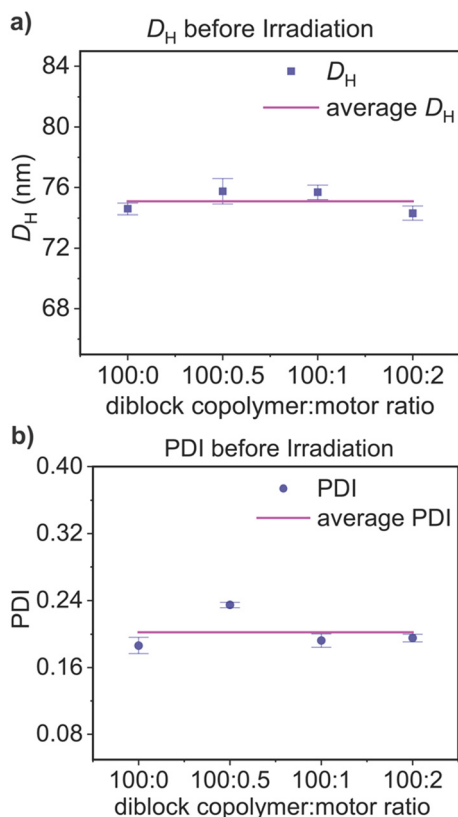 a)
D_H before Irradiation
84
80
76
72
68
D_H (nm)
D_H
average D_H
100:0 100:0.5 100:1 100:2
diblock copolymer:motor ratio
b)
PDI before Irradiation
0.40
0.32
0.24
0.16
0.08
PDI
PDI
average PDI
100:0 100:0.5 100:1 100:2
diblock copolymer:motor ratio